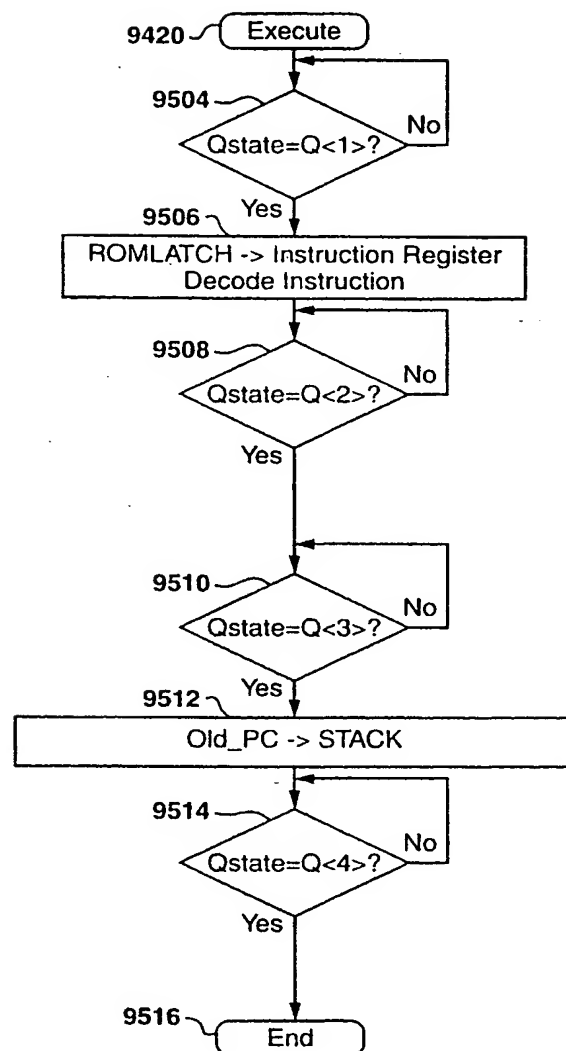 9420 Execute
9504
Qstate=Q<1>?
No
Yes
9506
ROMLATCH -> Instruction Register
Decode Instruction
9508
Qstate=Q<2>?
No
Yes
9510
Qstate=Q<3>?
No
Yes
9512
Old_PC -> STACK
9514
Qstate=Q<4>?
No
Yes
9516 End